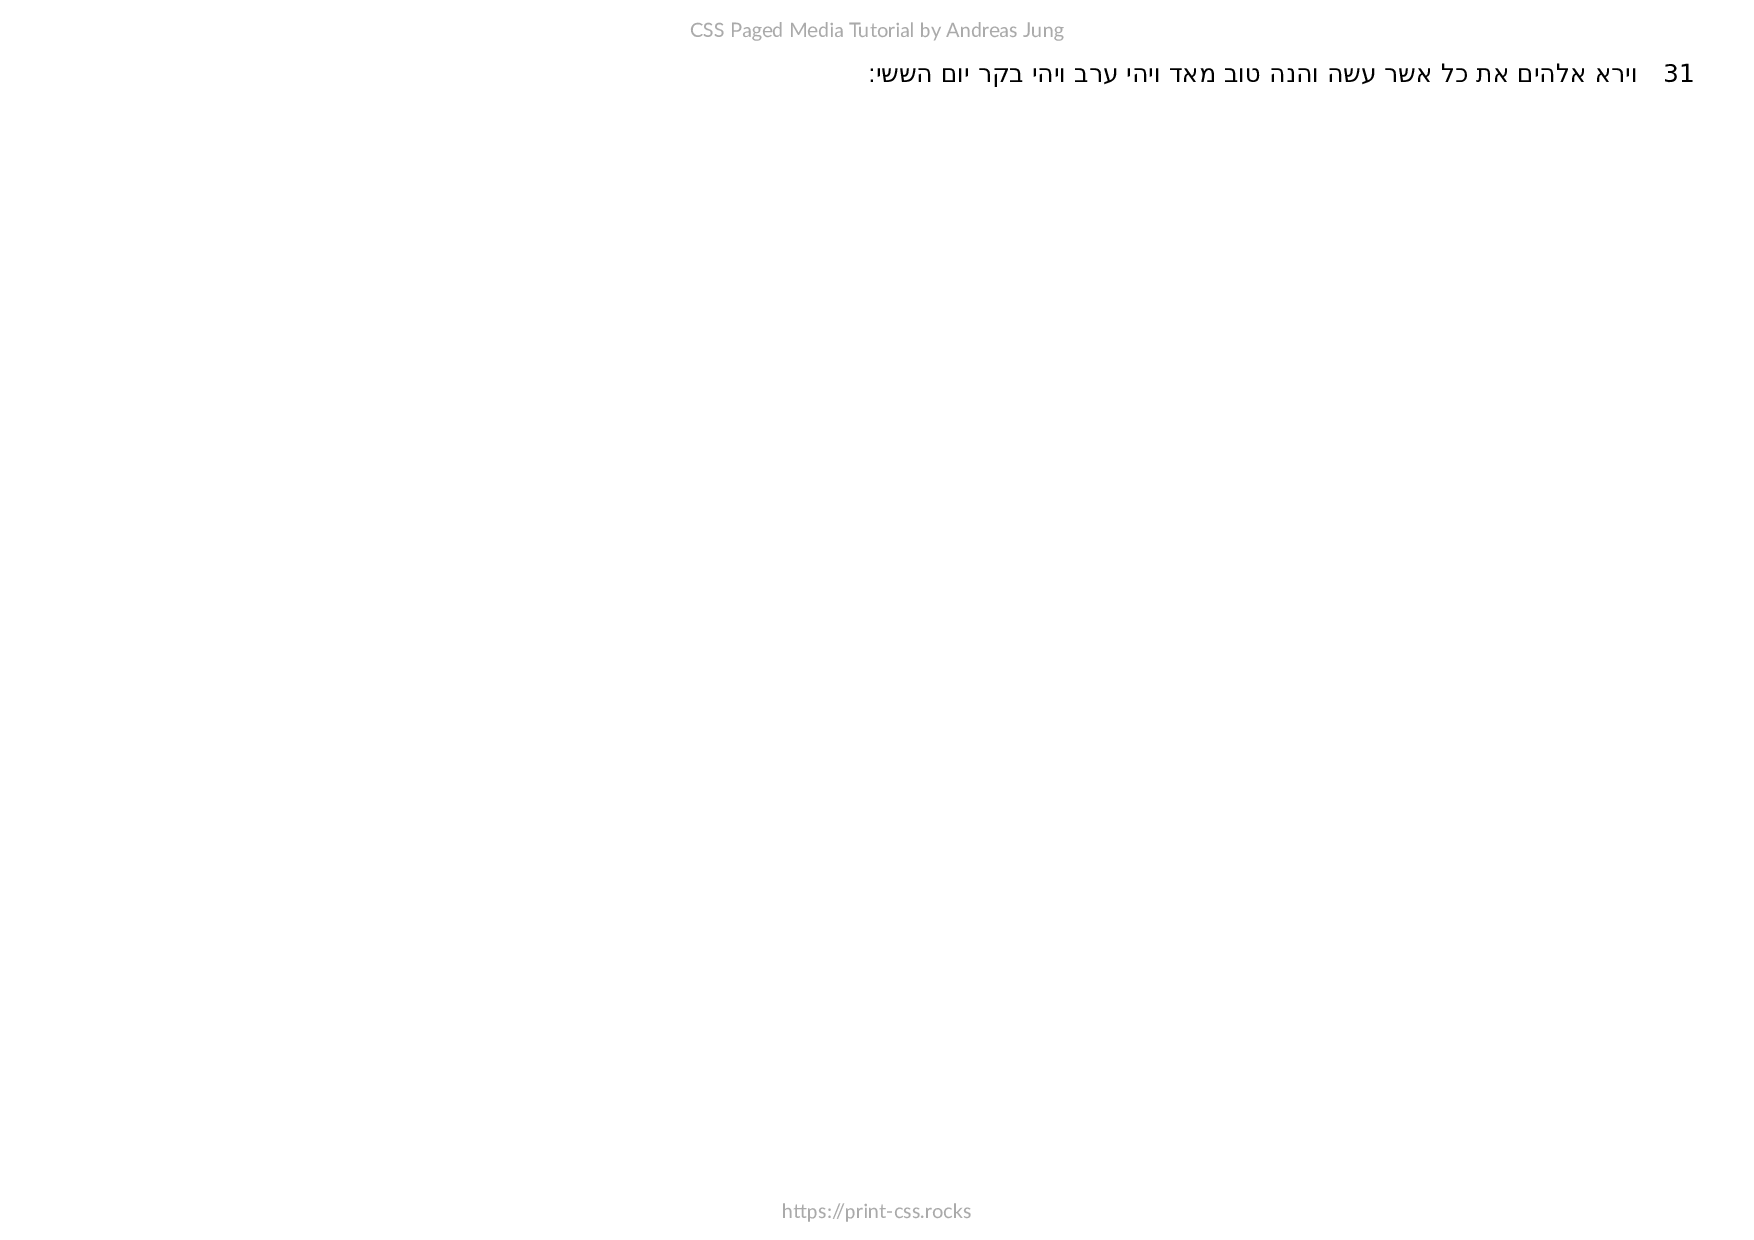 CSS Paged Media Tutorial by Andreas Jung
31 וירא אלהים את כל אשר עשה והנה טוב מאד ויהי ערב ויהי בקר יום הששי:
https://print-css.rocks